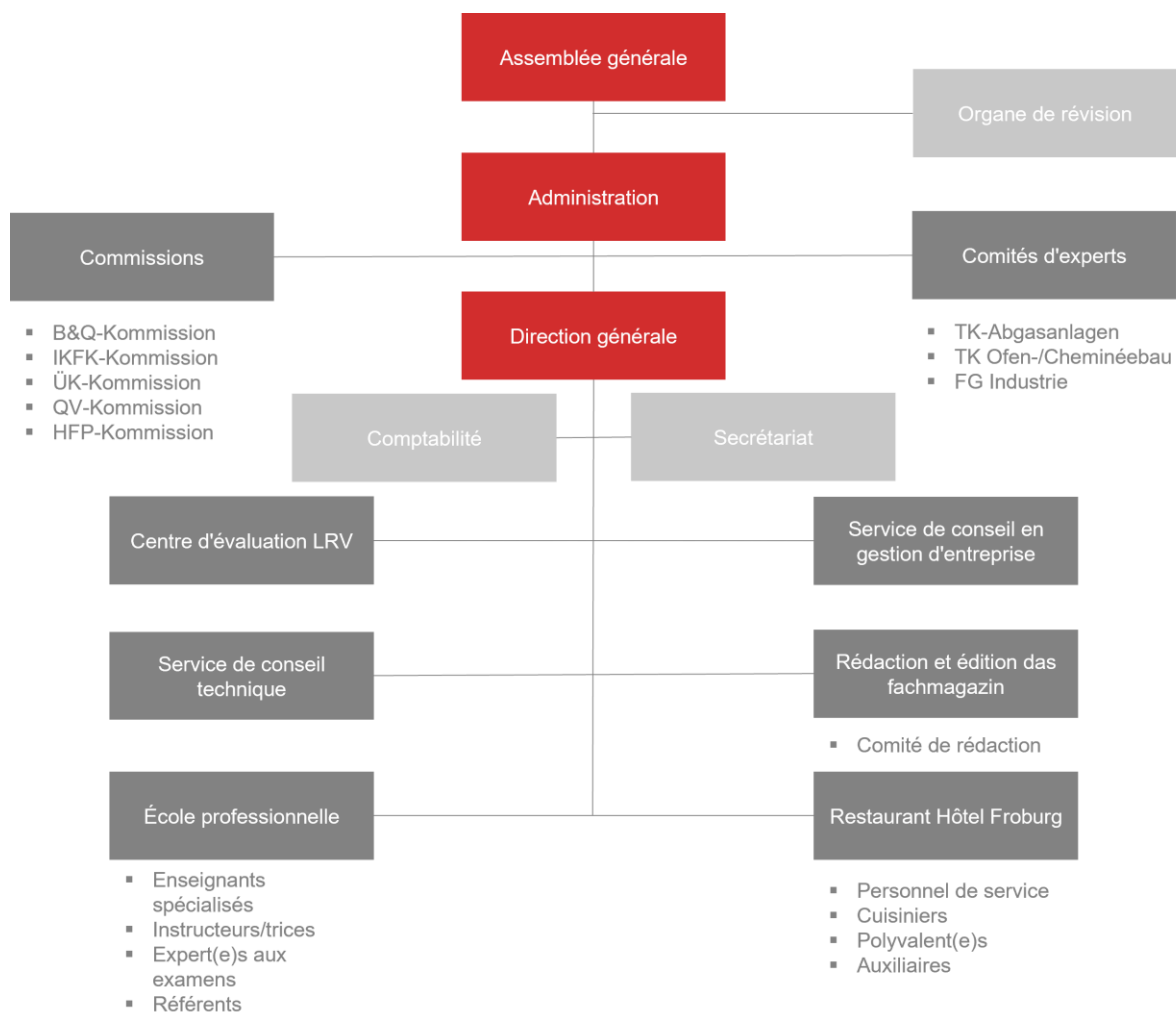 Assemblée générale
Organe de révision
Administration
Commissions
Comités d'experts
▪ B&Q-Kommission
▪ IKFK-Kommission
▪ ÜK-Kommission
▪ QV-Kommission
▪ HFP-Kommission
Direction générale
▪ TK-Abgasanlagen
▪ TK Ofen-/Cheminéebau
▪ FG Industrie
Comptabilité
Secrétariat
Centre d'évaluation LRV
Service de conseil en
gestion d'entreprise
Service de conseil
technique
Rédaction et édition das
fachmagazin
▪ Comité de rédaction
École professionnelle
Restaurant Hôtel Froburg
▪ Enseignants
spécialisés
▪ Instructeurs/trices
▪ Expert(e)s aux
examens
▪ Référents
▪ Personnel de service
▪ Cuisiniers
▪ Polyvalent(e)s
▪ Auxiliaires